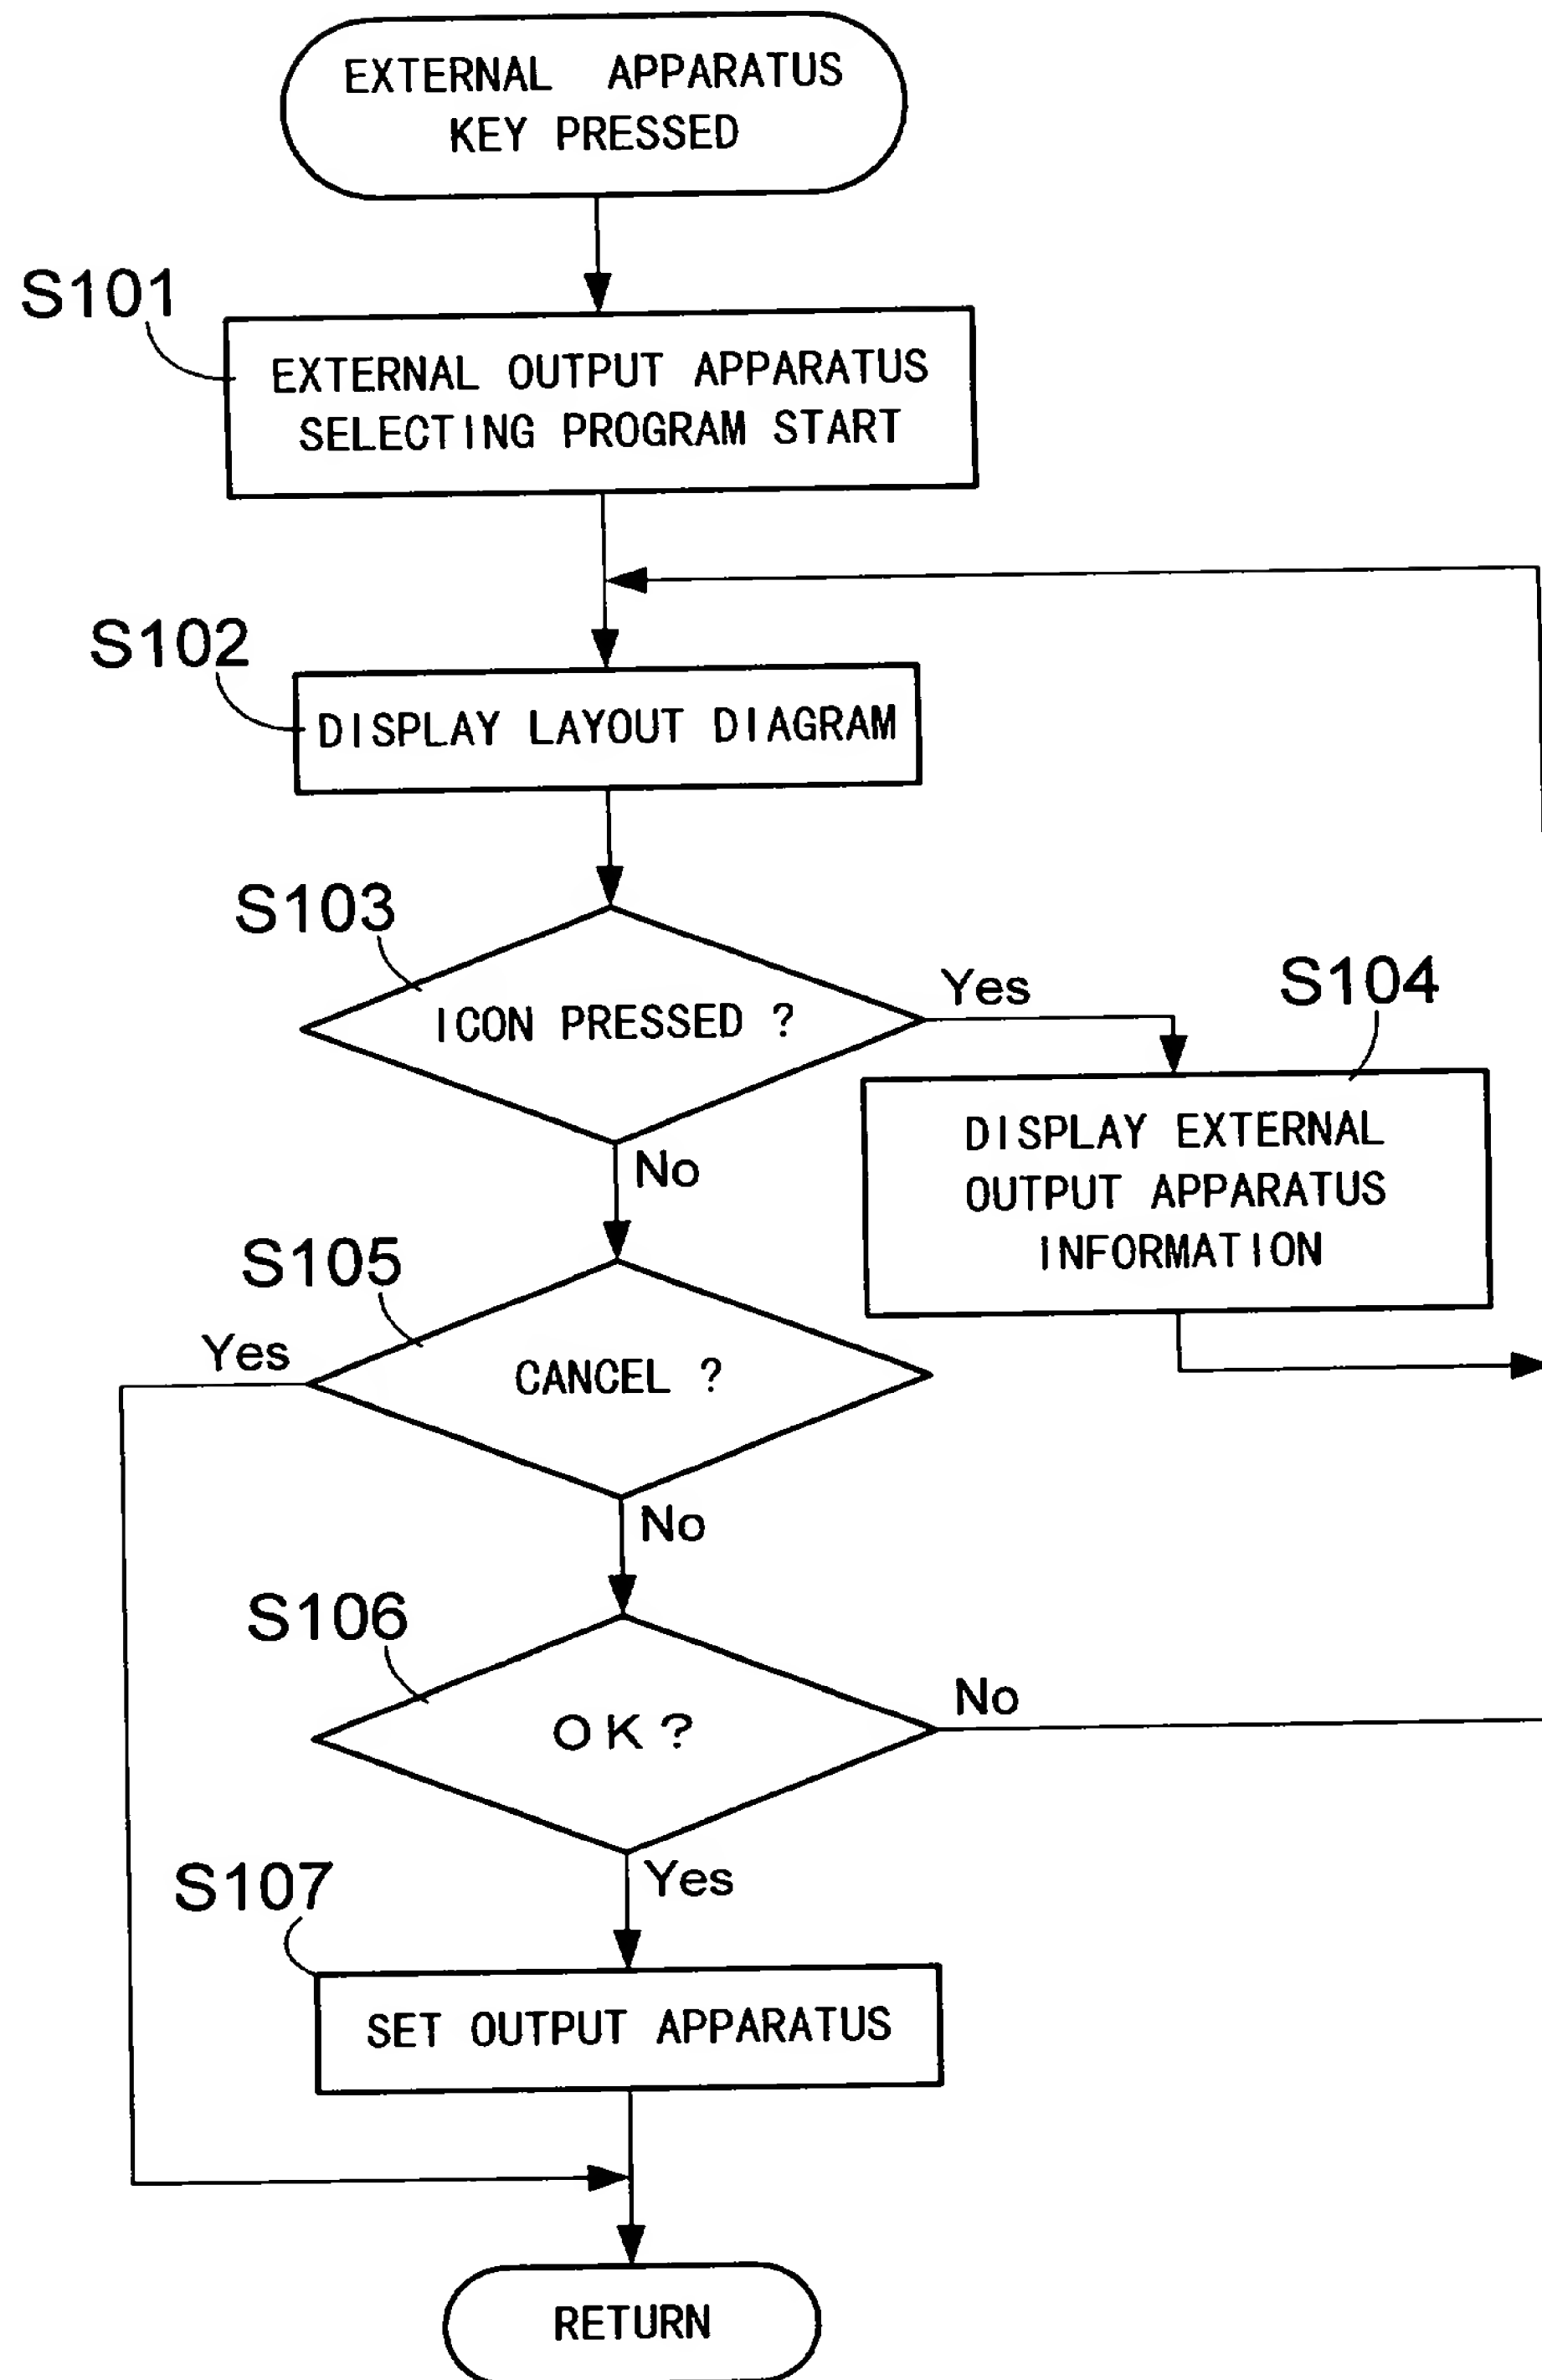 EXTERNAL APPARATUS
KEY PRESSED
S101
EXTERNAL OUTPUT APPARATUS
SELECTING PROGRAM START
S102
DISPLAY LAYOUT DIAGRAM
S103
ICON PRESSED ?
Yes
S104
DISPLAY EXTERNAL
OUTPUT APPARATUS
INFORMATION
No
S105
Yes
CANCEL ?
No
S106
OK ?
No
Yes
S107
SET OUTPUT APPARATUS
RETURN